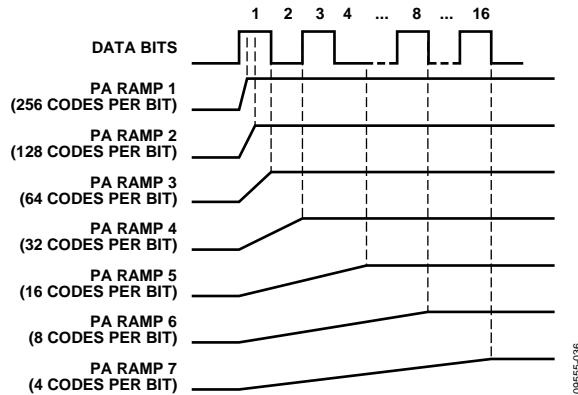 1 2 3 4 ... 8 ... 16
DATA BITS
PA RAMP 1
(256 CODES PER BIT)
PA RAMP 2
(128 CODES PER BIT)
PA RAMP 3
(64 CODES PER BIT)
PA RAMP 4
(32 CODES PER BIT)
PA RAMP 5
(16 CODES PER BIT)
PA RAMP 6
(8 CODES PER BIT)
PA RAMP 7
(4 CODES PER BIT)
09555-036